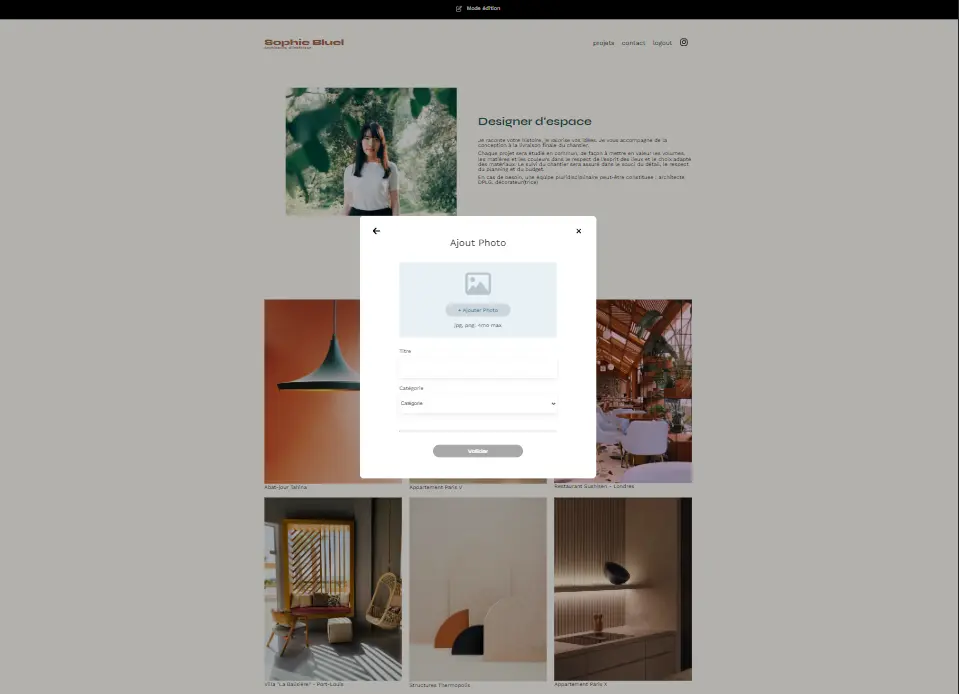 Mode édition
Sophie Bluel
projets contact logout
Designer d'espace
Je raconte votre histoire, je valorise vos idées. Je vous accompagne de la
conception à la livraison finale du chantier.
Chaque projet sera étudié en commun, de façon à mettre en valeur les volumes,
les matières et les couleurs dans le respect de l'esprit des lieux et le choix adapté
des matériaux. Le suivi du chantier sera assuré dans le souci du détail, le respect
du planning et du budget.
En cas de besoin, une équipe pluridisciplinaire peut-être constituée : architecte
DPLG, décorateur(trice)
Ajout Photo
+ Ajouter Photo
jpg, png : 4mo max
Titre
Catégorie
Catégorie
Valider
Abat-jour Tahina
Appartement Paris V
Restaurant Sushisen - Londres
Villa "La Balisière" - Port-Louis
Structures Thermopolis
Appartement Paris X